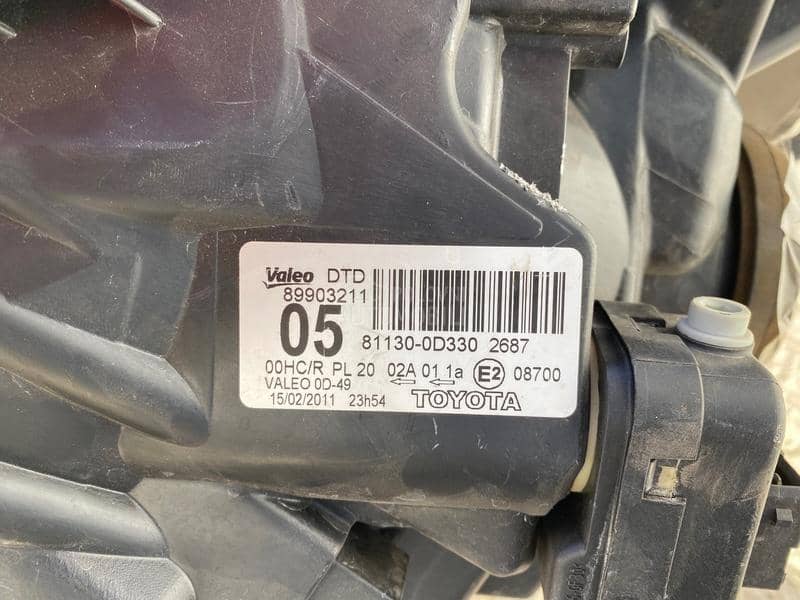 Valeo DTD
89903211
05
81130-0D330 2687
00HC/R PL 20 02A 01 1a E2 08700
VALEO 0D-49
15/02/2011 23h54 TOYOTA